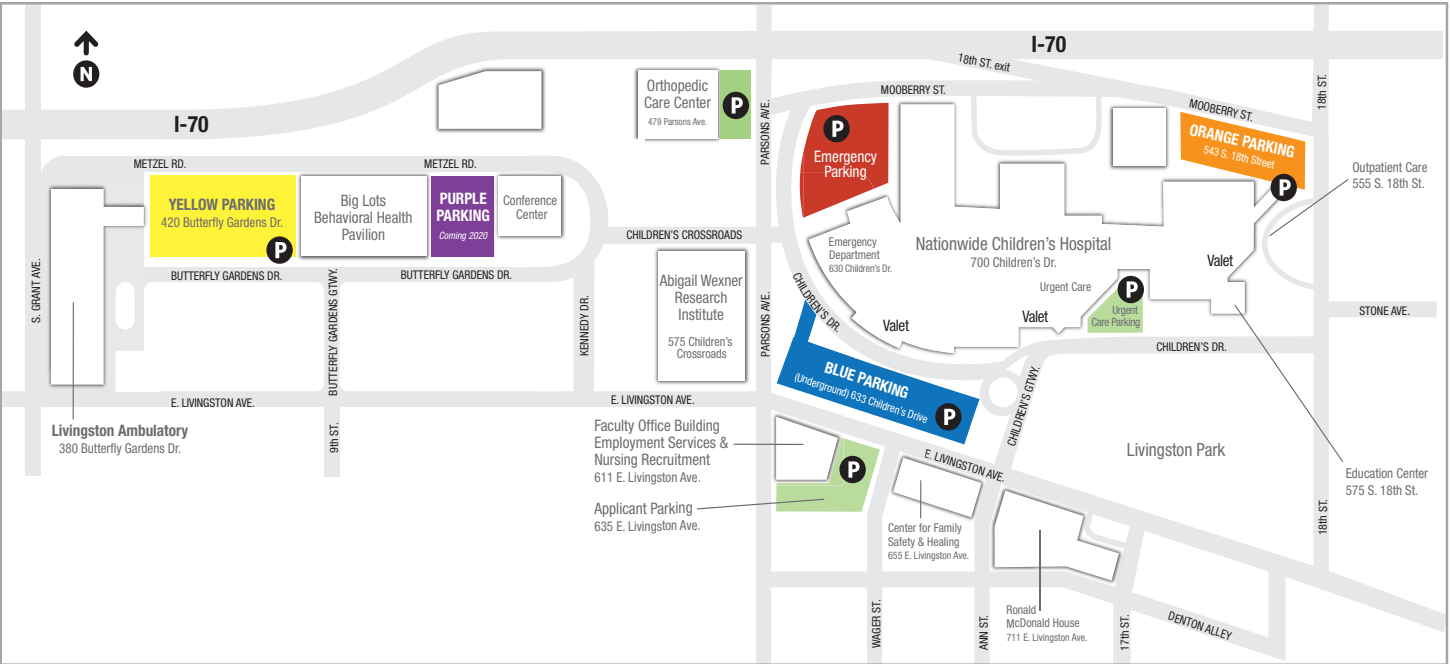 N
I-70
I-70
18th ST. exit
MOOBERRY ST.
MOOBERRY ST.
18th ST.
Orthopedic
Care Center
479 Parsons Ave.
P
PARSONS AVE.
P
Emergency
Parking
ORANGE PARKING
543 S. 18th Street
P
Outpatient Care
555 S. 18th St.
METZEL RD.
METZEL RD.
YELLOW PARKING
420 Butterfly Gardens Dr.
P
Big Lots
Behavioral Health
Pavilion
PURPLE
PARKING
Coming 2020
Conference
Center
CHILDREN'S CROSSROADS
Emergency
Department
630 Children's Dr.
Nationwide Children's Hospital
700 Children's Dr.
Valet
Urgent Care
P
Urgent
Care Parking
Valet
Valet
S. GRANT AVE.
BUTTERFLY GARDENS DR.
BUTTERFLY GARDENS DR.
BUTTERFLY GARDENS GTWY.
KENNEDY DR.
Abigail Wexner
Research
Institute
575 Children's
Crossroads
PARSONS AVE.
CHILDREN'S DR.
STONE AVE.
CHILDREN'S DR.
BLUE PARKING
(Underground) 633 Children's Drive
P
CHILDREN'S GTWY.
E. LIVINGSTON AVE.
E. LIVINGSTON AVE.
Livingston Ambulatory
380 Butterfly Gardens Dr.
9th ST.
Faculty Office Building
Employment Services &
Nursing Recruitment
611 E. Livingston Ave.
Applicant Parking
635 E. Livingston Ave.
P
E. LIVINGSTON AVE.
Livingston Park
Education Center
575 S. 18th St.
18th ST.
Center for Family
Safety & Healing
655 E. Livingston Ave.
Ronald
McDonald House
711 E. Livingston Ave.
WAGER ST.
ANN ST.
17th ST.
DENTON ALLEY